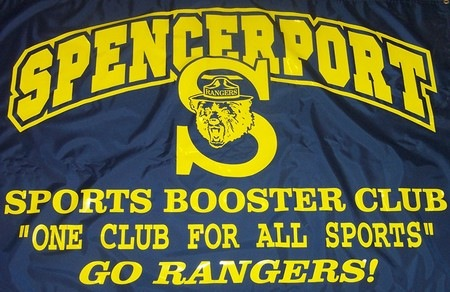 SPENCERPORT
S
RANGERS
SPORTS BOOSTER CLUB
"ONE CLUB FOR ALL SPORTS"
GO RANGERS!